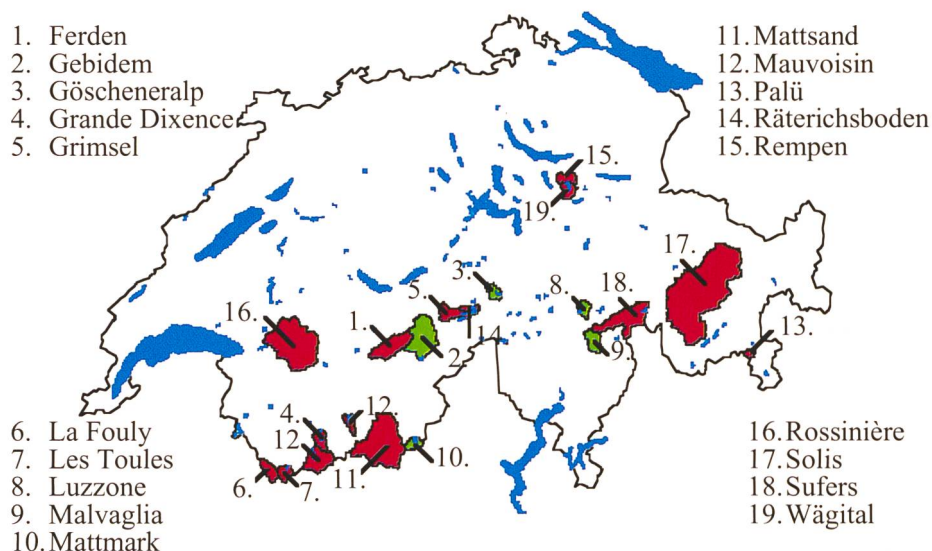 1. Ferden
2. Gebidem
3. Göscheneralp
4. Grande Dixence
5. Grimsel
11. Mattsand
12. Mauvoisin
13. Palü
14. Räterichsboden
15. Rempen
15.
19.
17.
3.
5.
8.
18.
16.
1.
14.
2.
9.
13.
4.
12.
12
6.
7.
11.
10.
6. La Fouly
7. Les Toules
8. Luzzone
9. Malvaglia
10. Mattmark
16. Rossinière
17. Solis
18. Sufers
19. Wägital